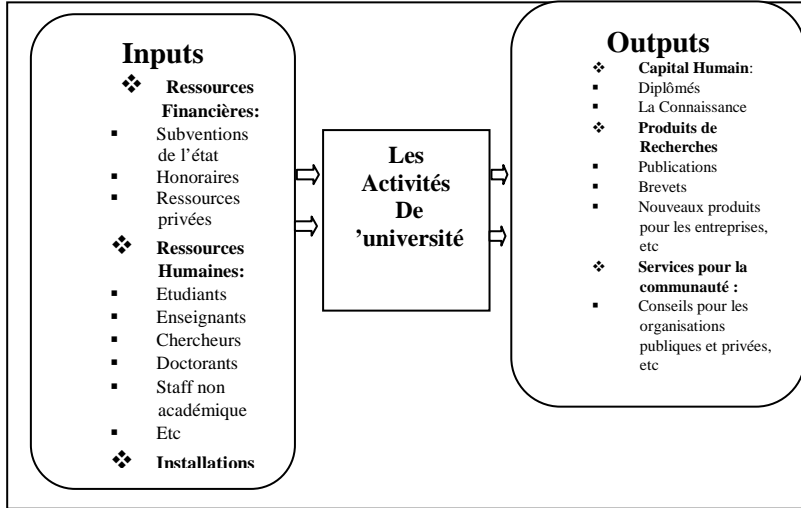 Inputs
❖ Ressources
Financières:
▪ Subventions
de l'état
▪ Honoraires
▪ Ressources
privées
❖ Ressources
Humaines:
▪ Etudiants
▪ Enseignants
▪ Chercheurs
▪ Doctorants
▪ Staff non
académique
▪ Etc
❖ Installations
Les
Activités
De
’université
Outputs
❖ Capital Humain:
▪ Diplômés
▪ La Connaissance
❖ Produits de
Recherches
▪ Publications
▪ Brevets
▪ Nouveaux produits
pour les entreprises,
etc
❖ Services pour la
communauté :
▪ Conseils pour les
organisations
publiques et privées,
etc